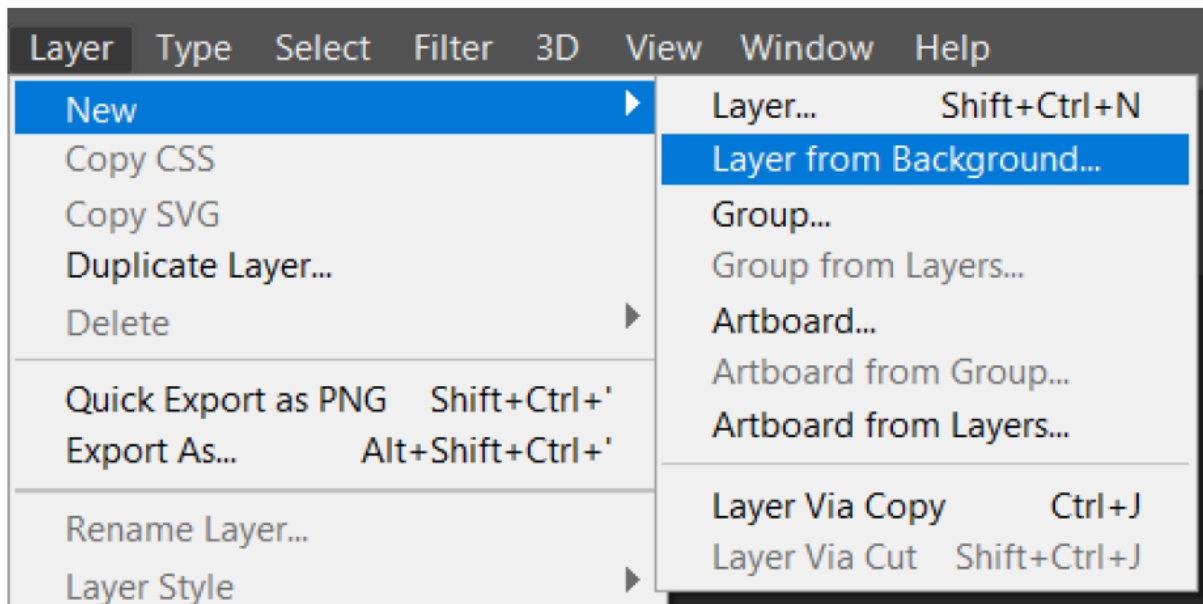 Layer Type Select Filter 3D View Window Help
New
Copy CSS
Copy SVG
Duplicate Layer...
Delete
Quick Export as PNG Shift+Ctrl+'
Export As... Alt+Shift+Ctrl+'
Rename Layer...
Layer Style
Layer... Shift+Ctrl+N
Layer from Background...
Group...
Group from Layers...
Artboard...
Artboard from Group...
Artboard from Layers...
Layer Via Copy Ctrl+J
Layer Via Cut Shift+Ctrl+J